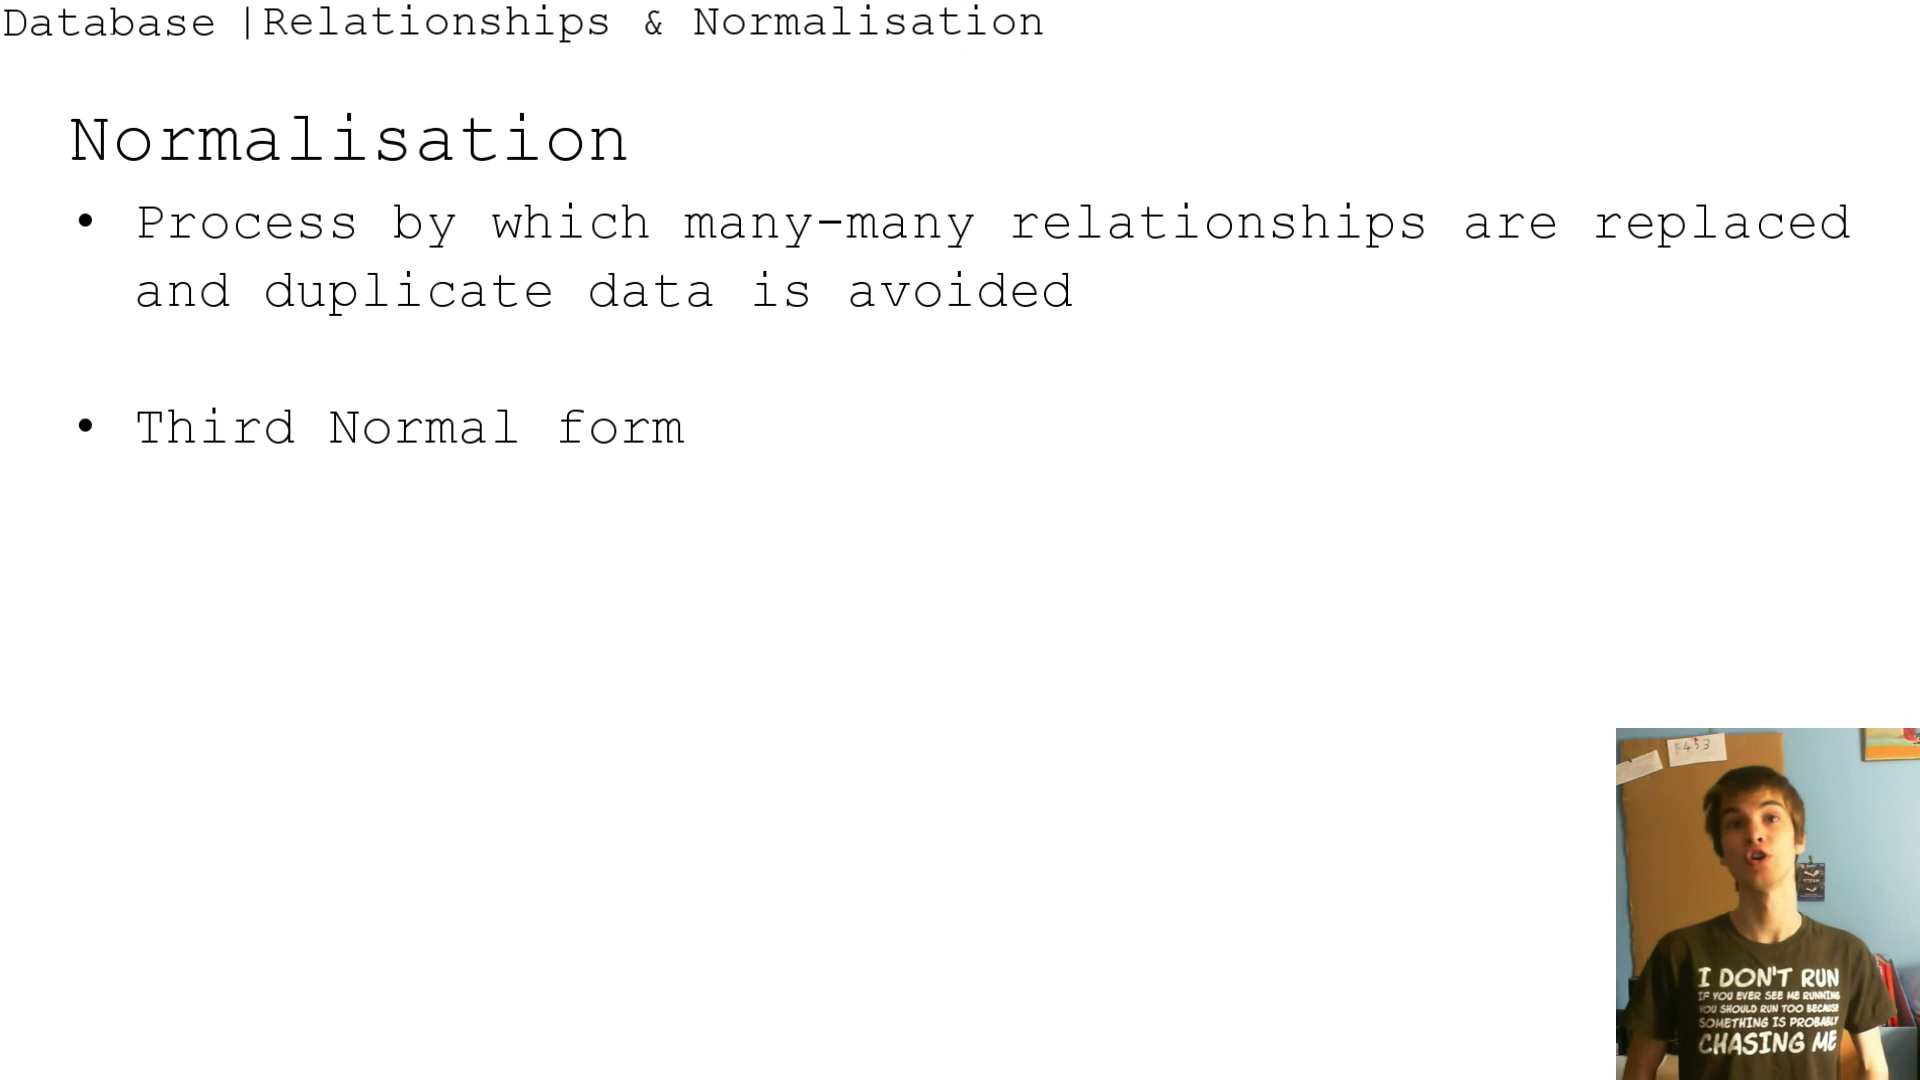 Database |Relationships & Normalisation
Normalisation
• Process by which many-many relationships are replaced
and duplicate data is avoided
• Third Normal form
F453
STEAM
I DON'T RUN
IF YOU EVER SEE ME RUNNING
YOU SHOULD RUN TOO BECAUSE
SOMETHING IS PROBABLY
CHASING ME